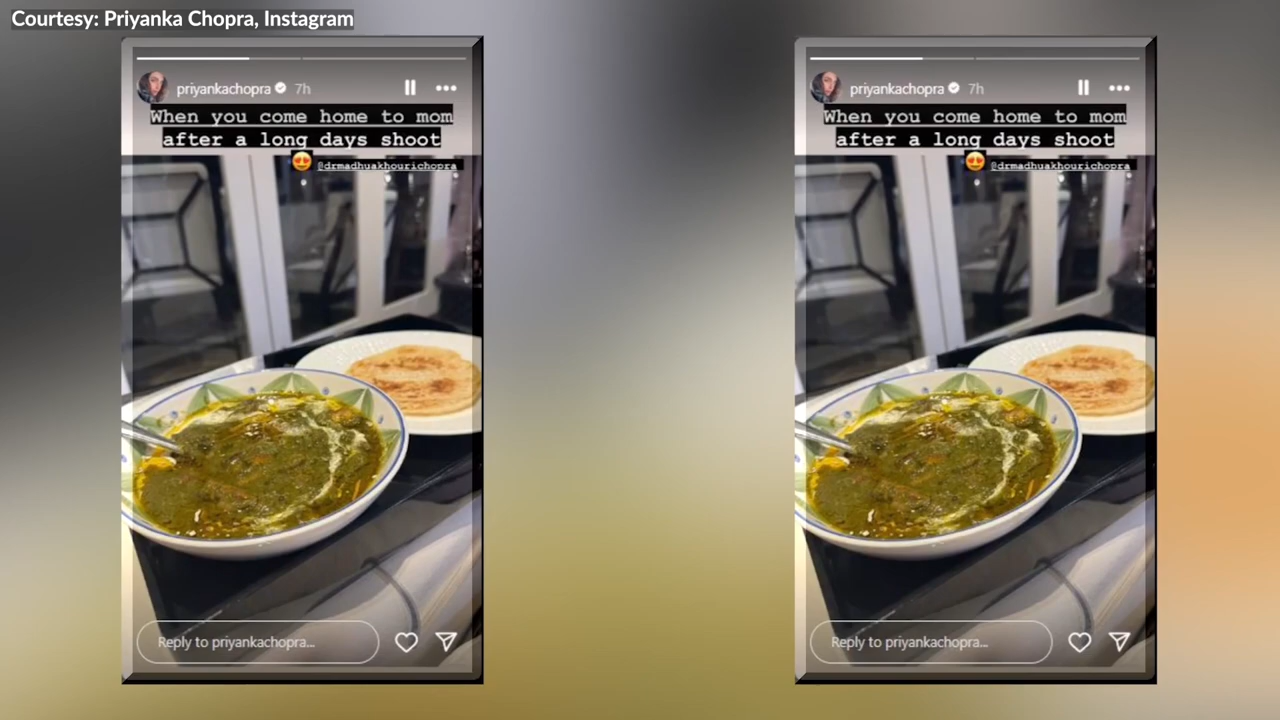 Courtesy: Priyanka Chopra, Instagram
priyankachopra 7h
When you come home to mom
after a long days shoot
@drmadhuakhourichopra
Reply to priyankachopra...
priyankachopra 7h
When you come home to mom
after a long days shoot
@drmadhuakhourichopra
Reply to priyankachopra...